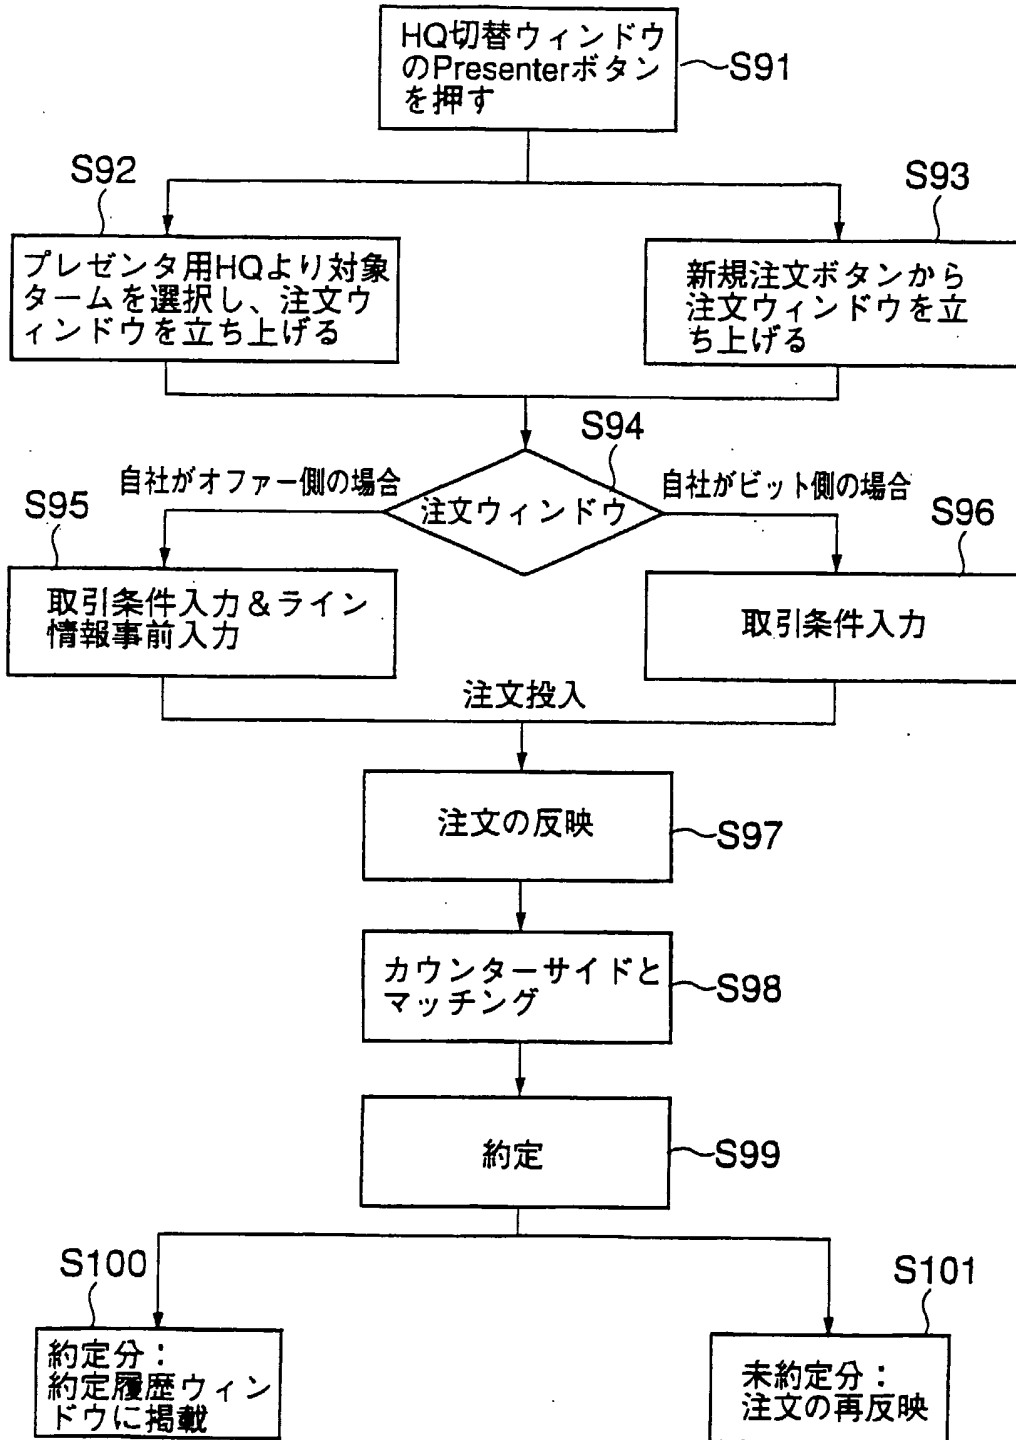 HQ切替ウィンドウ
のPresenterボタン
を押す
S91
S92
プレゼンタ用HQより対象
タームを選択し、注文ウ
ィンドウを立ち上げる
S93
新規注文ボタンから
注文ウィンドウを立
ち上げる
S94
注文ウィンドウ
自社がオファー側の場合
自社がビット側の場合
S95
取引条件入力&ライン
情報事前入力
S96
取引条件入力
注文投入
注文の反映
S97
カウンターサイドと
マッチング
S98
約定
S99
S100
約定分：
約定履歴ウィン
ドウに掲載
S101
未約定分：
注文の再反映